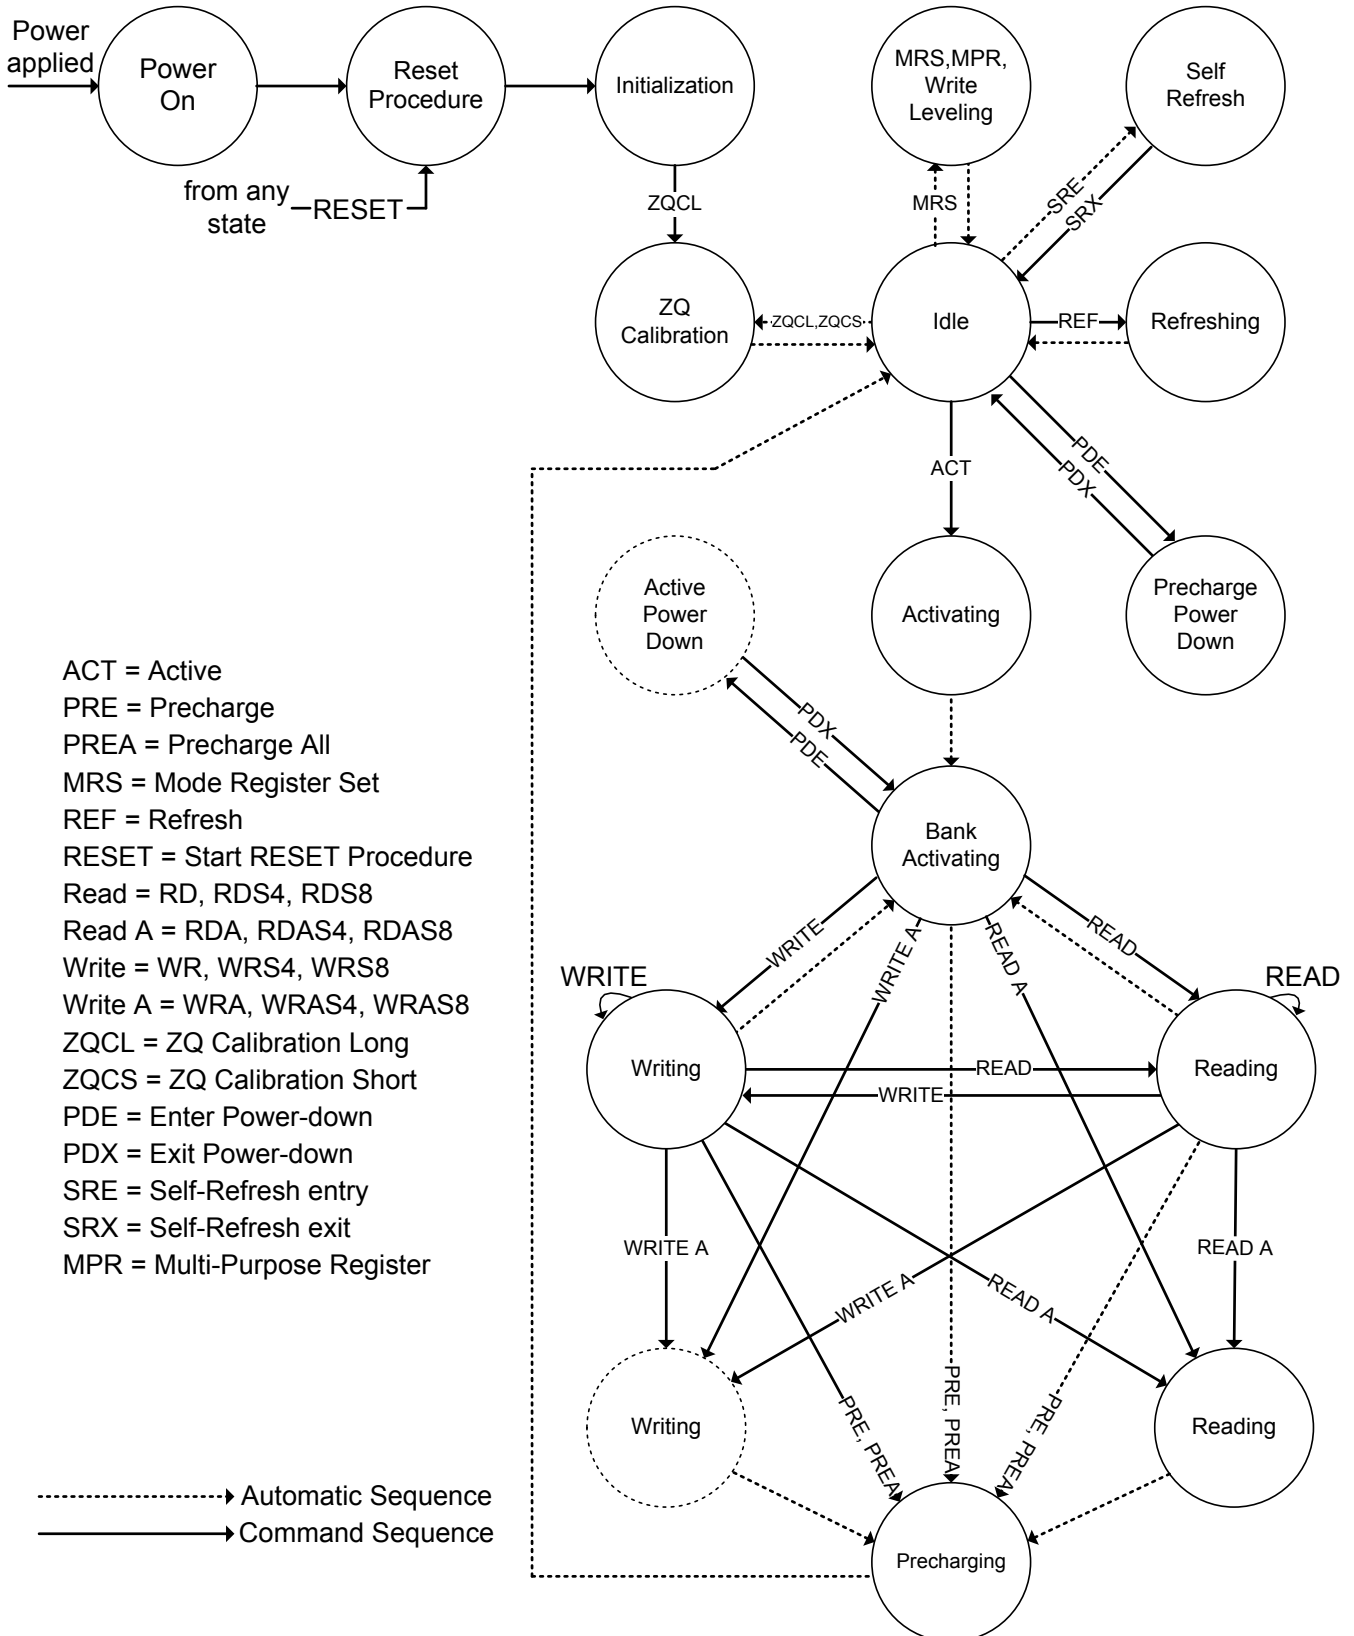 Power
applied
Power
On
Reset
Procedure
Initialization
MRS,MPR,
Write
Leveling
Self
Refresh
from any
state
RESET
ZQCL
MRS
SRE
SRX
ZQ
Calibration
ZQCL,ZQCS
Idle
REF
Refreshing
ACT
PDE
PDX
Active
Power
Down
Activating
Precharge
Power
Down
PDX
PDE
ACT = Active
PRE = Precharge
PREA = Precharge All
MRS = Mode Register Set
REF = Refresh
RESET = Start RESET Procedure
Read = RD, RDS4, RDS8
Read A = RDA, RDAS4, RDAS8
Write = WR, WRS4, WRS8
Write A = WRA, WRAS4, WRAS8
ZQCL = ZQ Calibration Long
ZQCS = ZQ Calibration Short
PDE = Enter Power-down
PDX = Exit Power-down
SRE = Self-Refresh entry
SRX = Self-Refresh exit
MPR = Multi-Purpose Register
Bank
Activating
WRITE
WRITE A
READ A
READ
WRITE
READ
Writing
READ
WRITE
Reading
WRITE A
WRITE A
READ A
READ A
PRE, PREA
PRE, PREA
PRE, PREA
Writing
Reading
Precharging
Automatic Sequence
Command Sequence